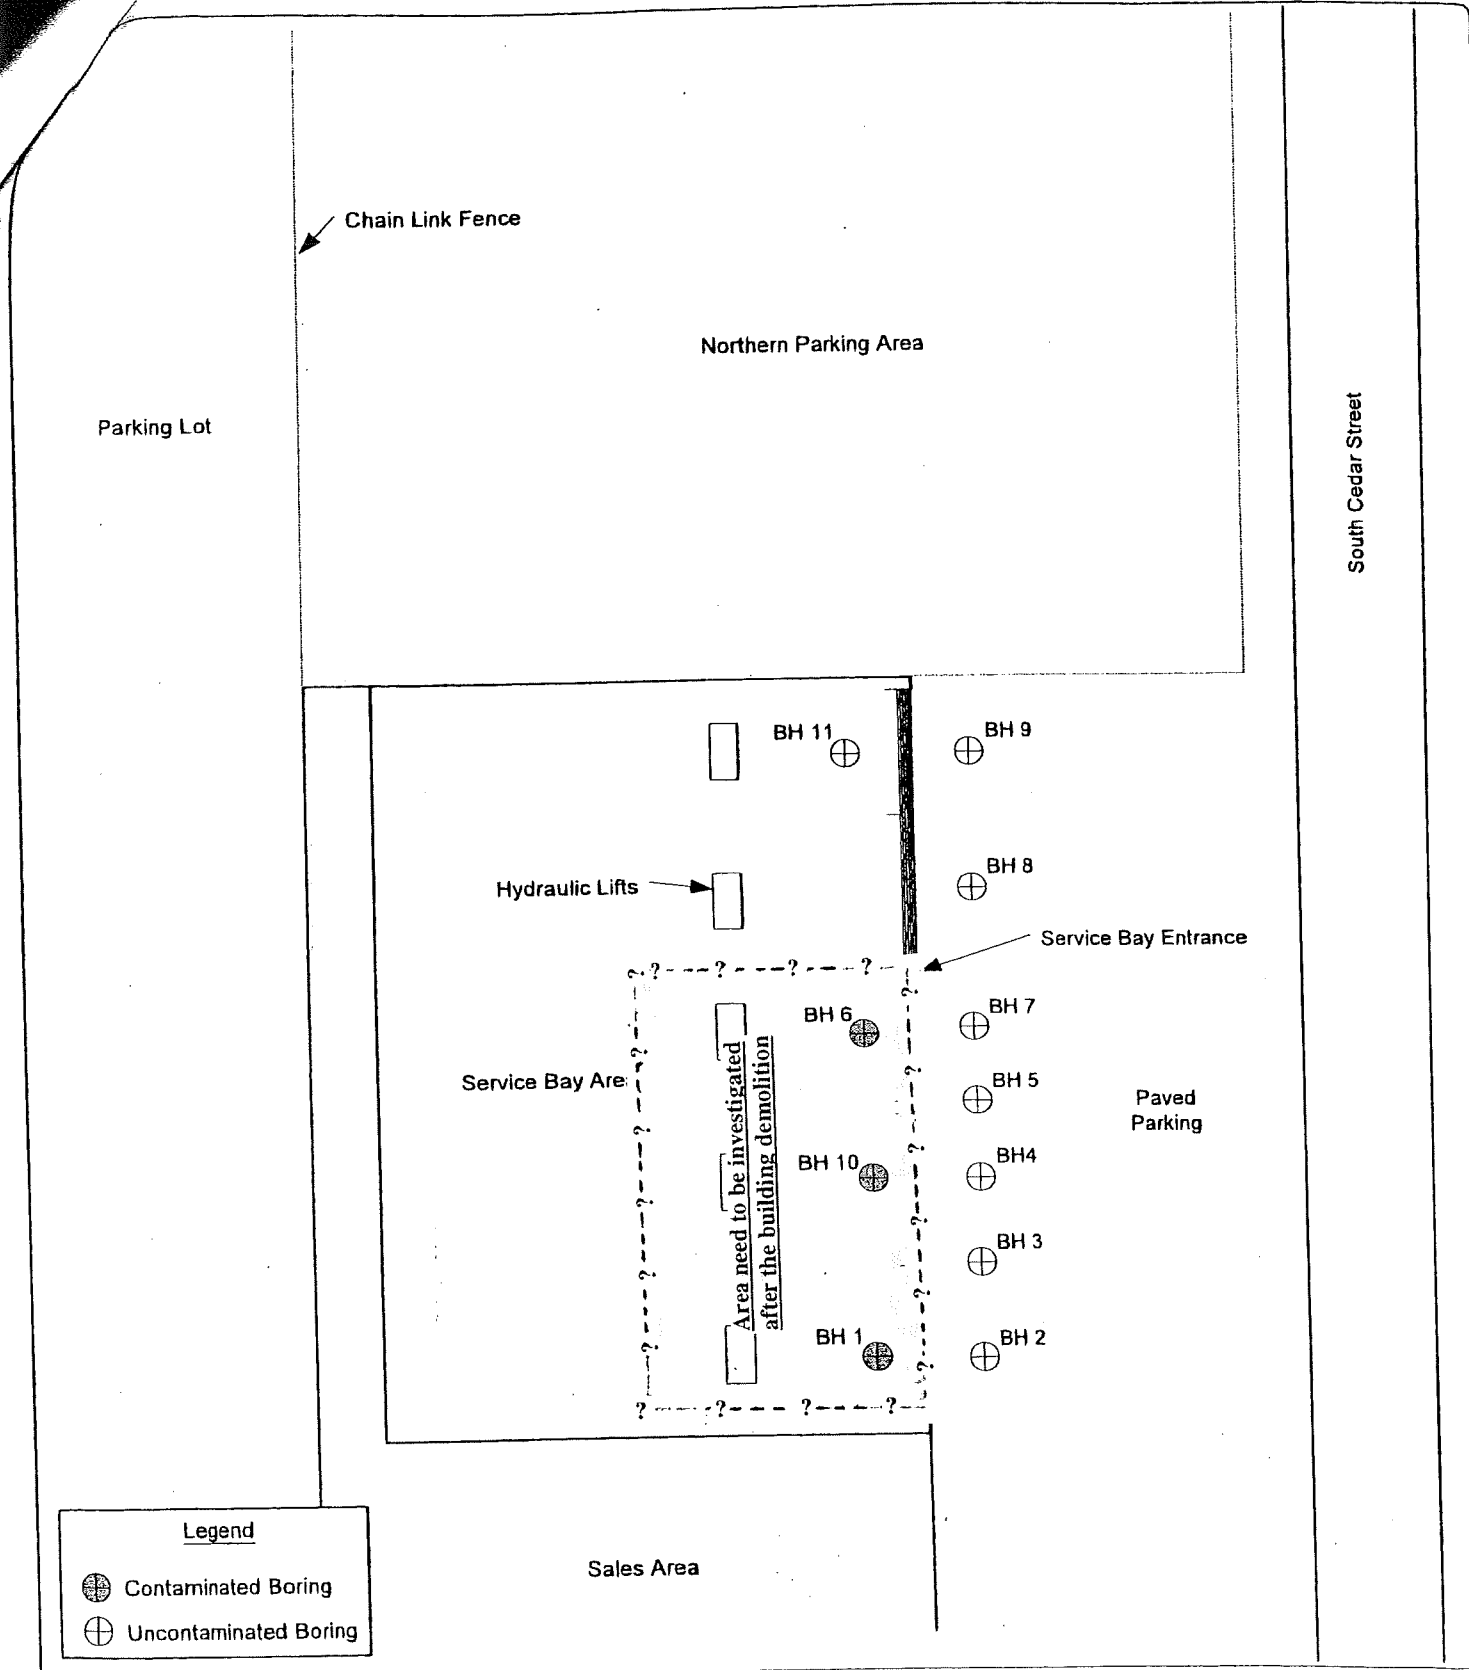 Chain Link Fence
Northern Parking Area
Parking Lot
South Cedar Street
BH 11
BH 9
Hydraulic Lifts
BH 8
Service Bay Entrance
? ? ? ? ?
?
BH 6
BH 7
?
?
Service Bay Are
BH 5
Paved
Parking
Area need to be investigated
after the building demolition
?
?
BH 10
BH4
?
?
BH 3
?
?
BH 1
BH 2
?
?
? ? ? ?
Legend
Contaminated Boring
Uncontaminated Boring
Sales Area